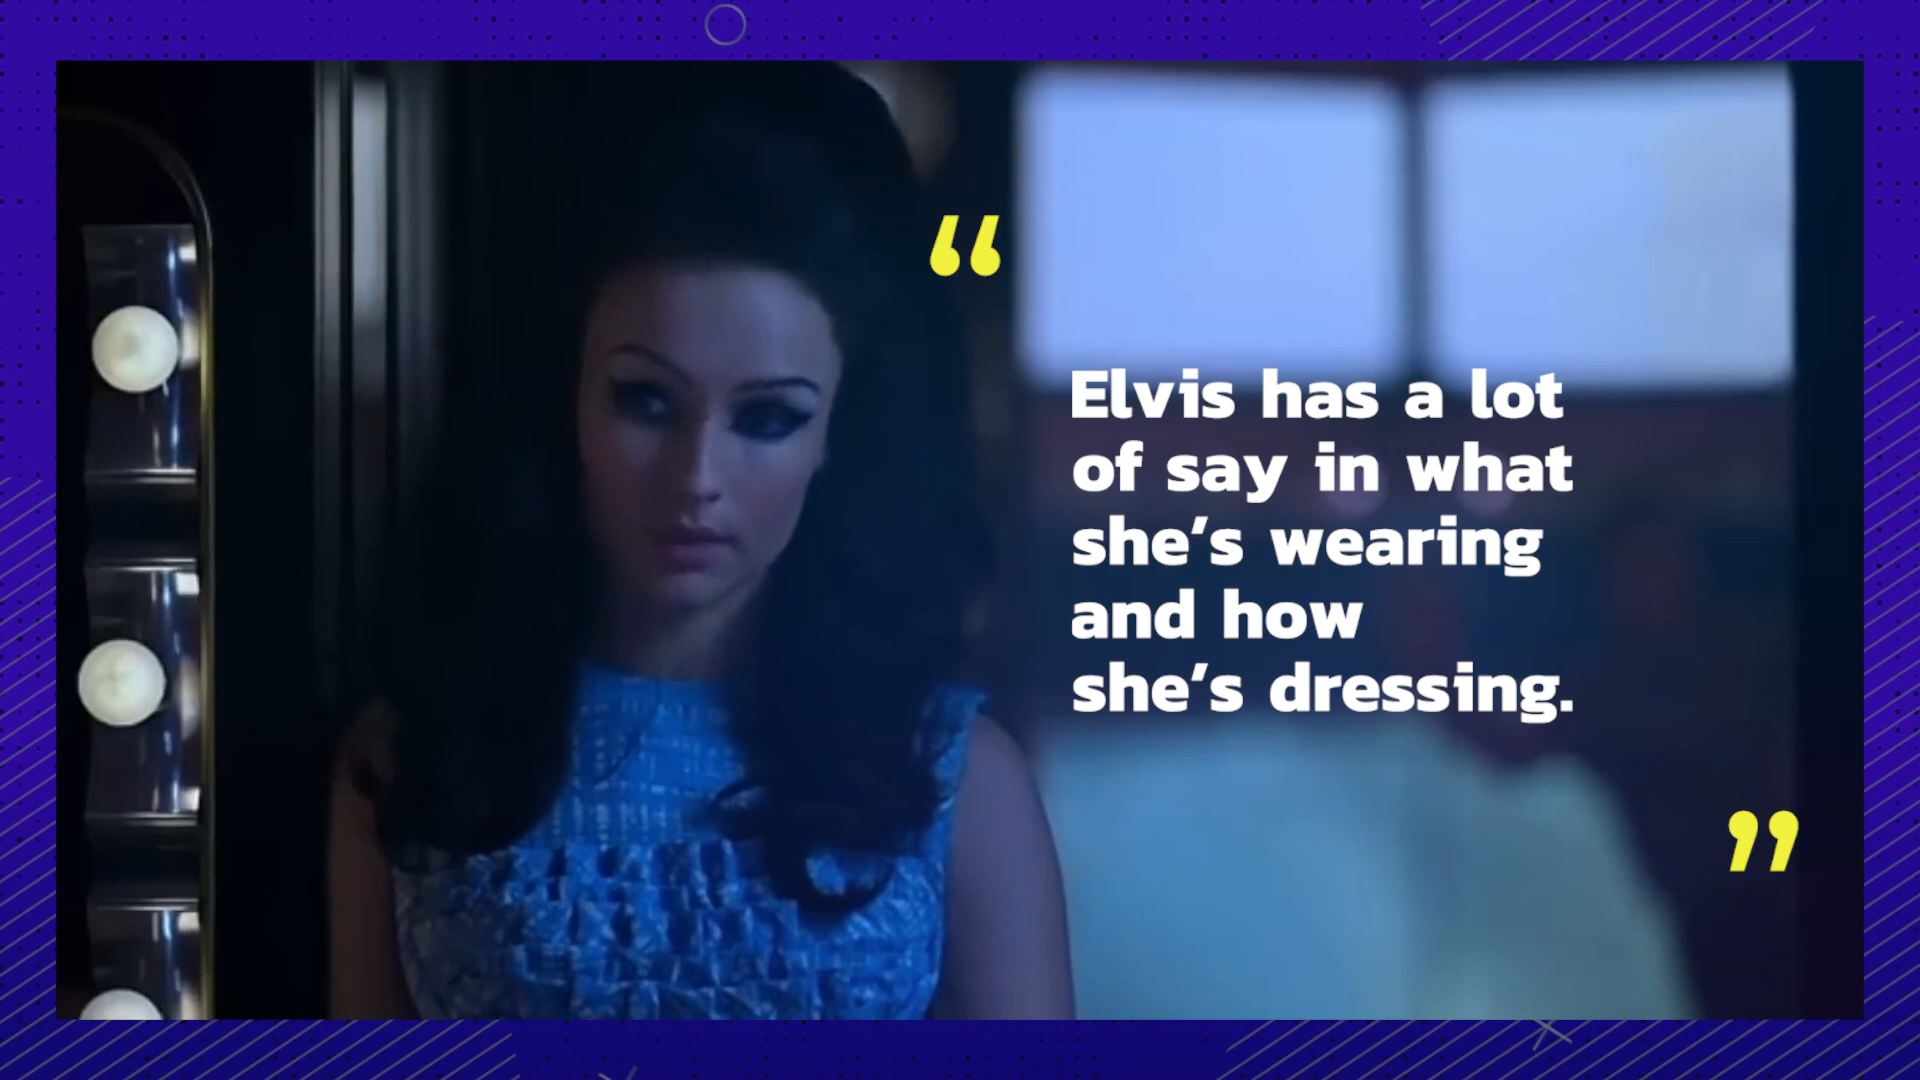 “
Elvis has a lot
of say in what
she’s wearing
and how
she’s dressing.
”